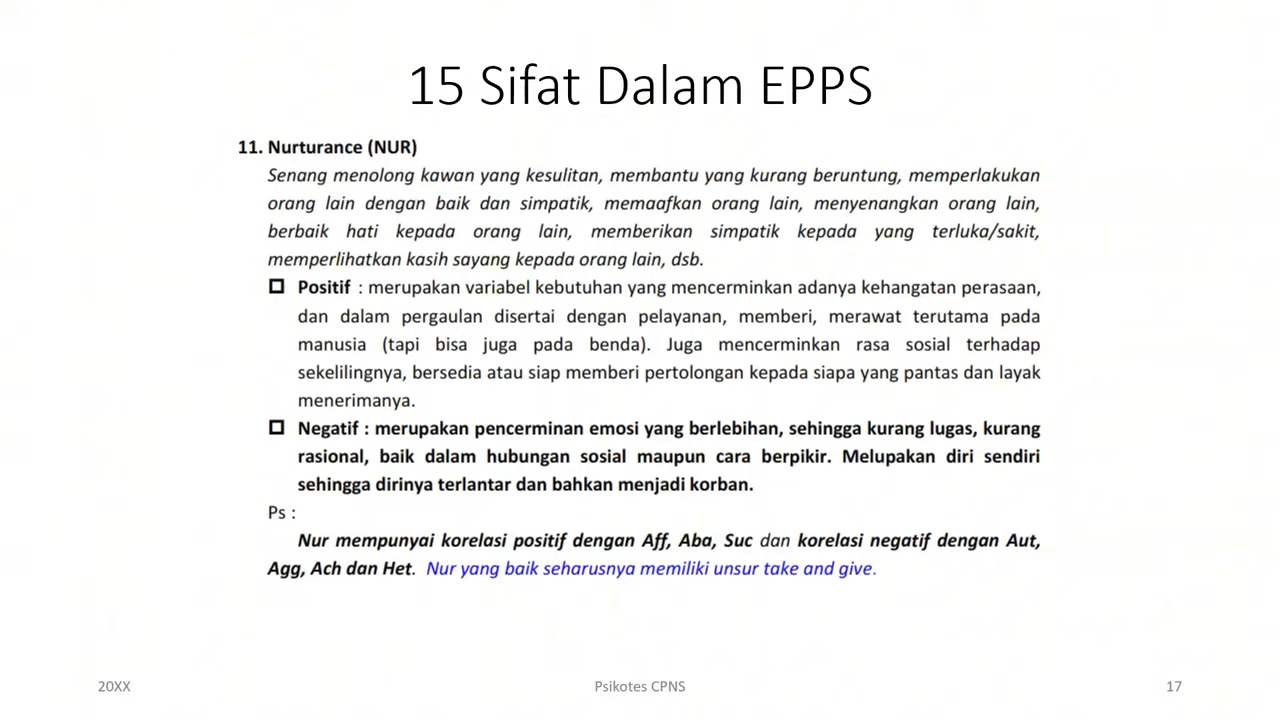 15 Sifat Dalam EPPS
11. Nurturance (NUR)
Senang menolong kawan yang kesulitan, membantu yang kurang beruntung, memperlakukan
orang lain dengan baik dan simpatik, memaafkan orang lain, menyenangkan orang lain,
berbaik hati kepada orang lain, memberikan simpatik kepada yang terluka/sakit,
memperlihatkan kasih sayang kepada orang lain, dsb.
Positif : merupakan variabel kebutuhan yang mencerminkan adanya kehangatan perasaan,
dan dalam pergaulan disertai dengan pelayanan, memberi, merawat terutama pada
manusia (tapi bisa juga pada benda). Juga mencerminkan rasa sosial terhadap
sekelilingnya, bersedia atau siap memberi pertolongan kepada siapa yang pantas dan layak
menerimanya.
Negatif : merupakan pencerminan emosi yang berlebihan, sehingga kurang lugas, kurang
rasional, baik dalam hubungan sosial maupun cara berpikir. Melupakan diri sendiri
sehingga dirinya terlantar dan bahkan menjadi korban.
Ps :
Nur mempunyai korelasi positif dengan Aff, Aba, Suc dan korelasi negatif dengan Aut,
Agg, Ach dan Het. Nur yang baik seharusnya memiliki unsur take and give.
20XX
Psikotes CPNS
17